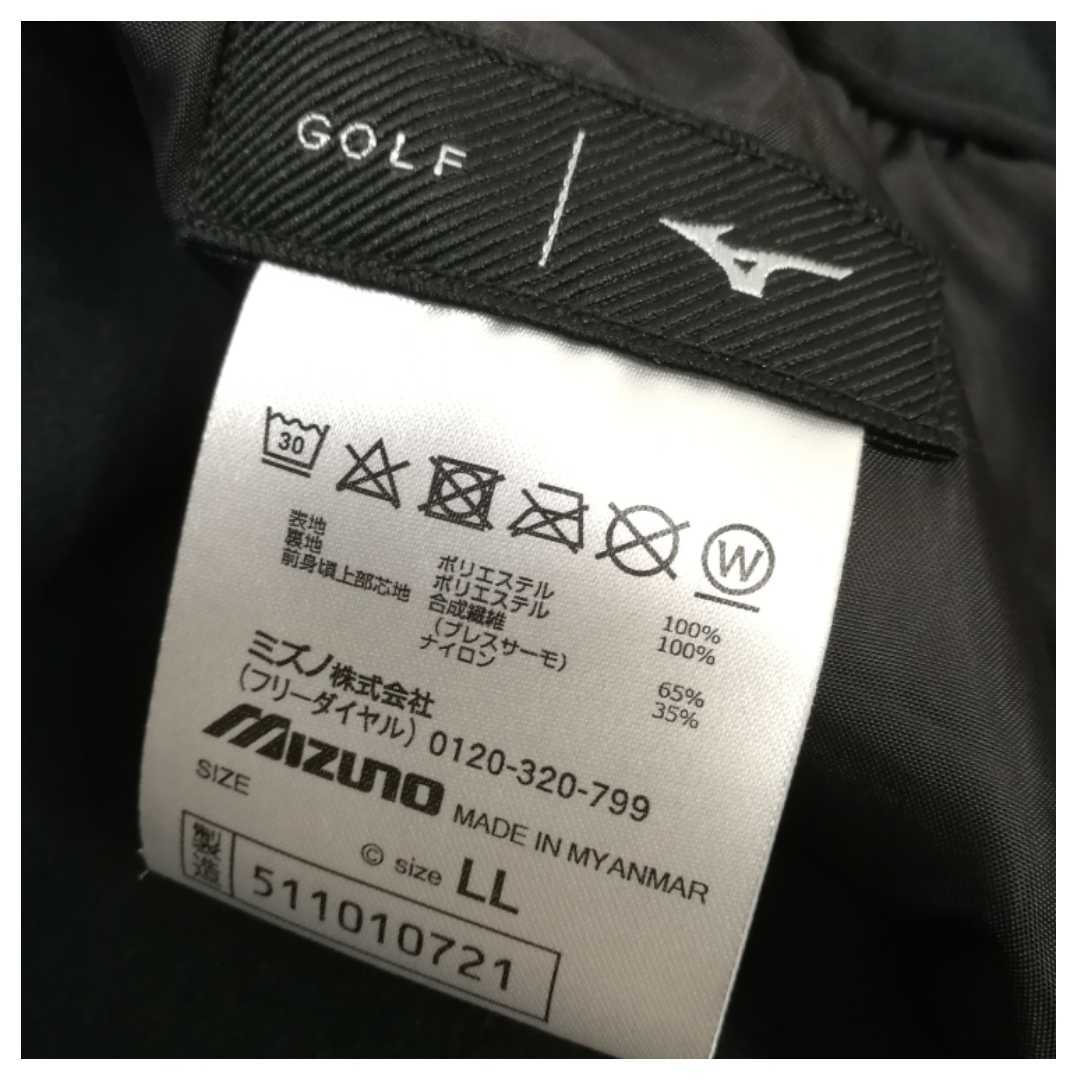 GOLF
30
W
表地 ポリエステル 100%
裏地 ポリエステル 100%
前身頃上部芯地 合成繊維
(ブレスサーモ) 65%
ナイロン 35%
ミズノ株式会社
(フリーダイヤル) 0120-320-799
MIZUNO MADE IN MYANMAR
SIZE
© size LL
製造 511010721